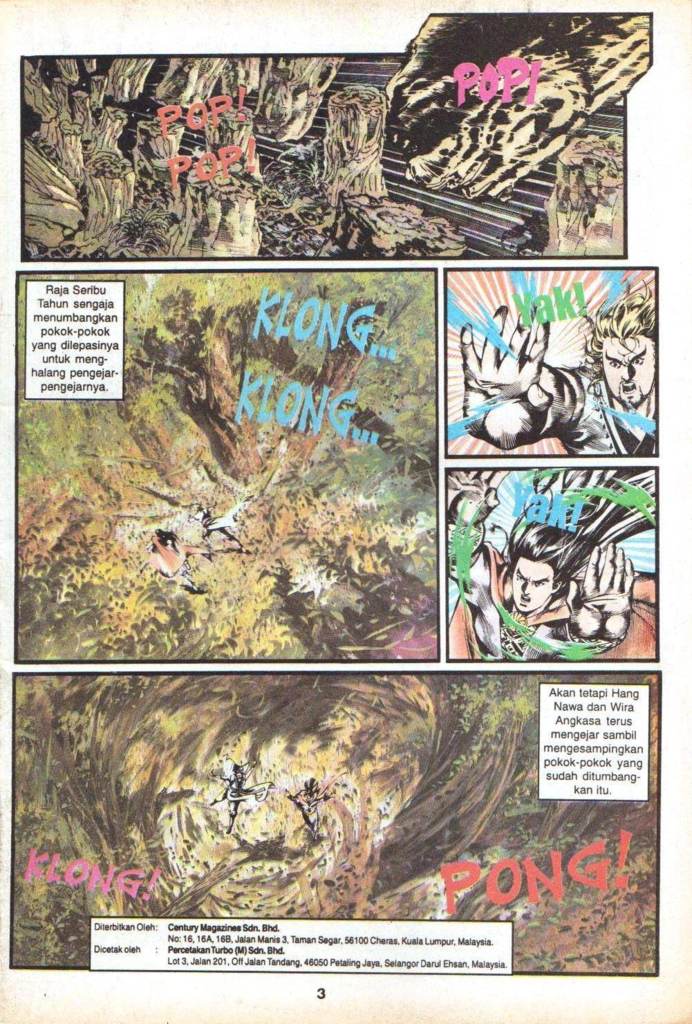 POP!
POP!
POP!
Raja Seribu
Tahun sengaja
menumbangkan
pokok-pokok
yang dilepasinya
untuk meng-
halang pengejar-
pengejarnya.
KLONG...
KLONG...
Yak!
Yak!
Akan tetapi Hang
Nawa dan Wira
Angkasa terus
mengejar sambil
mengesampingkan
pokok-pokok yang
sudah ditumbang-
kan itu.
KLONG!
PONG!
Diterbitkan Oleh: Century Magazines Sdn. Bhd.
No: 16, 16A, 16B, Jalan Manis 3, Taman Segar, 56100 Cheras, Kuala Lumpur, Malaysia.
Dicetak oleh : Percetakan Turbo (M) Sdn. Bhd.
Lot 3, Jalan 201, Off Jalan Tandang, 46050 Petaling Jaya, Selangor Darul Ehsan, Malaysia.
3